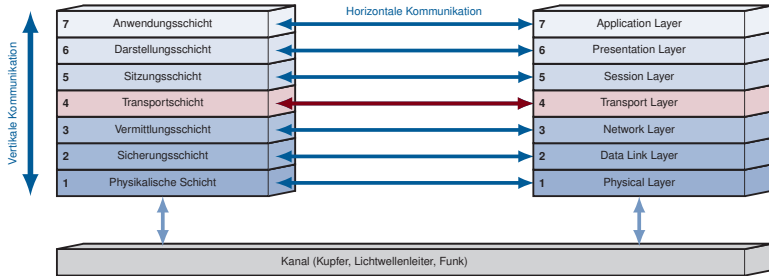 Horizontale Kommunikation
Vertikale Kommunikation
7 Anwendungsschicht
6 Darstellungsschicht
5 Sitzungsschicht
4 Transportschicht
3 Vermittlungsschicht
2 Sicherungsschicht
1 Physikalische Schicht
7 Application Layer
6 Presentation Layer
5 Session Layer
4 Transport Layer
3 Network Layer
2 Data Link Layer
1 Physical Layer
Kanal (Kupfer, Lichtwellenleiter, Funk)